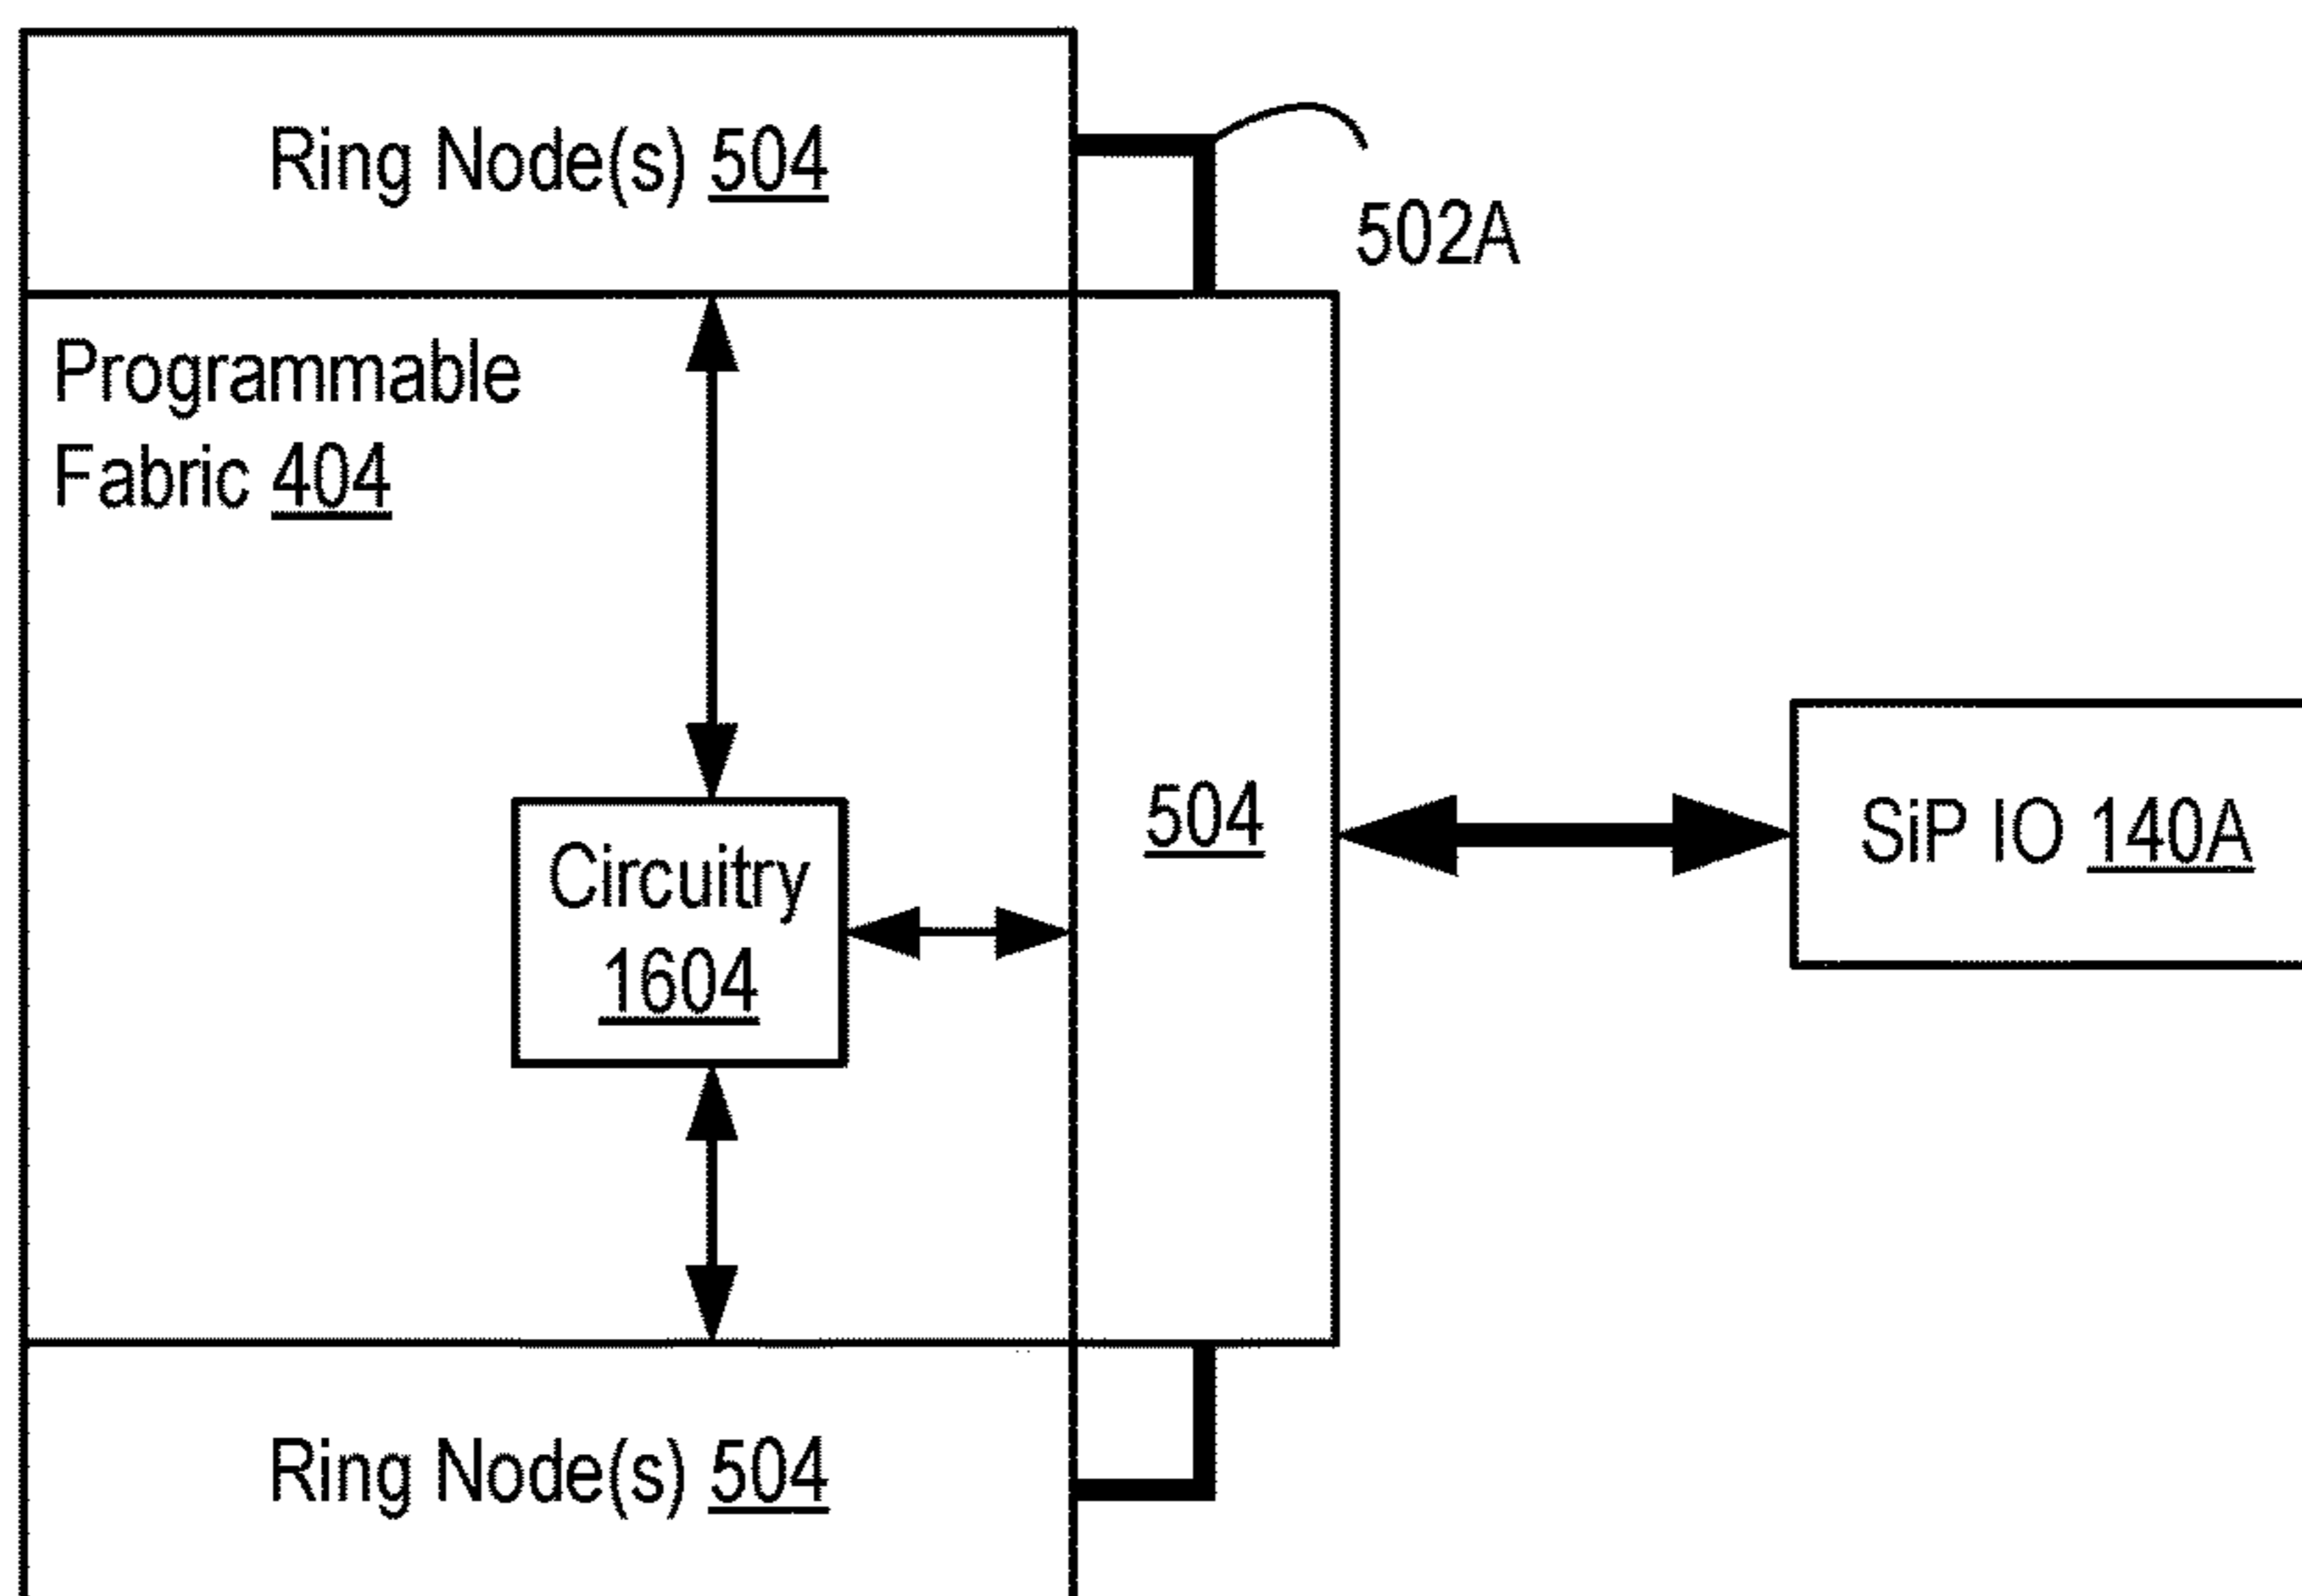 Ring Node(s) 504
502A
Programmable
Fabric 404
504
SiP IO 140A
Circuitry
1604
Ring Node(s) 504